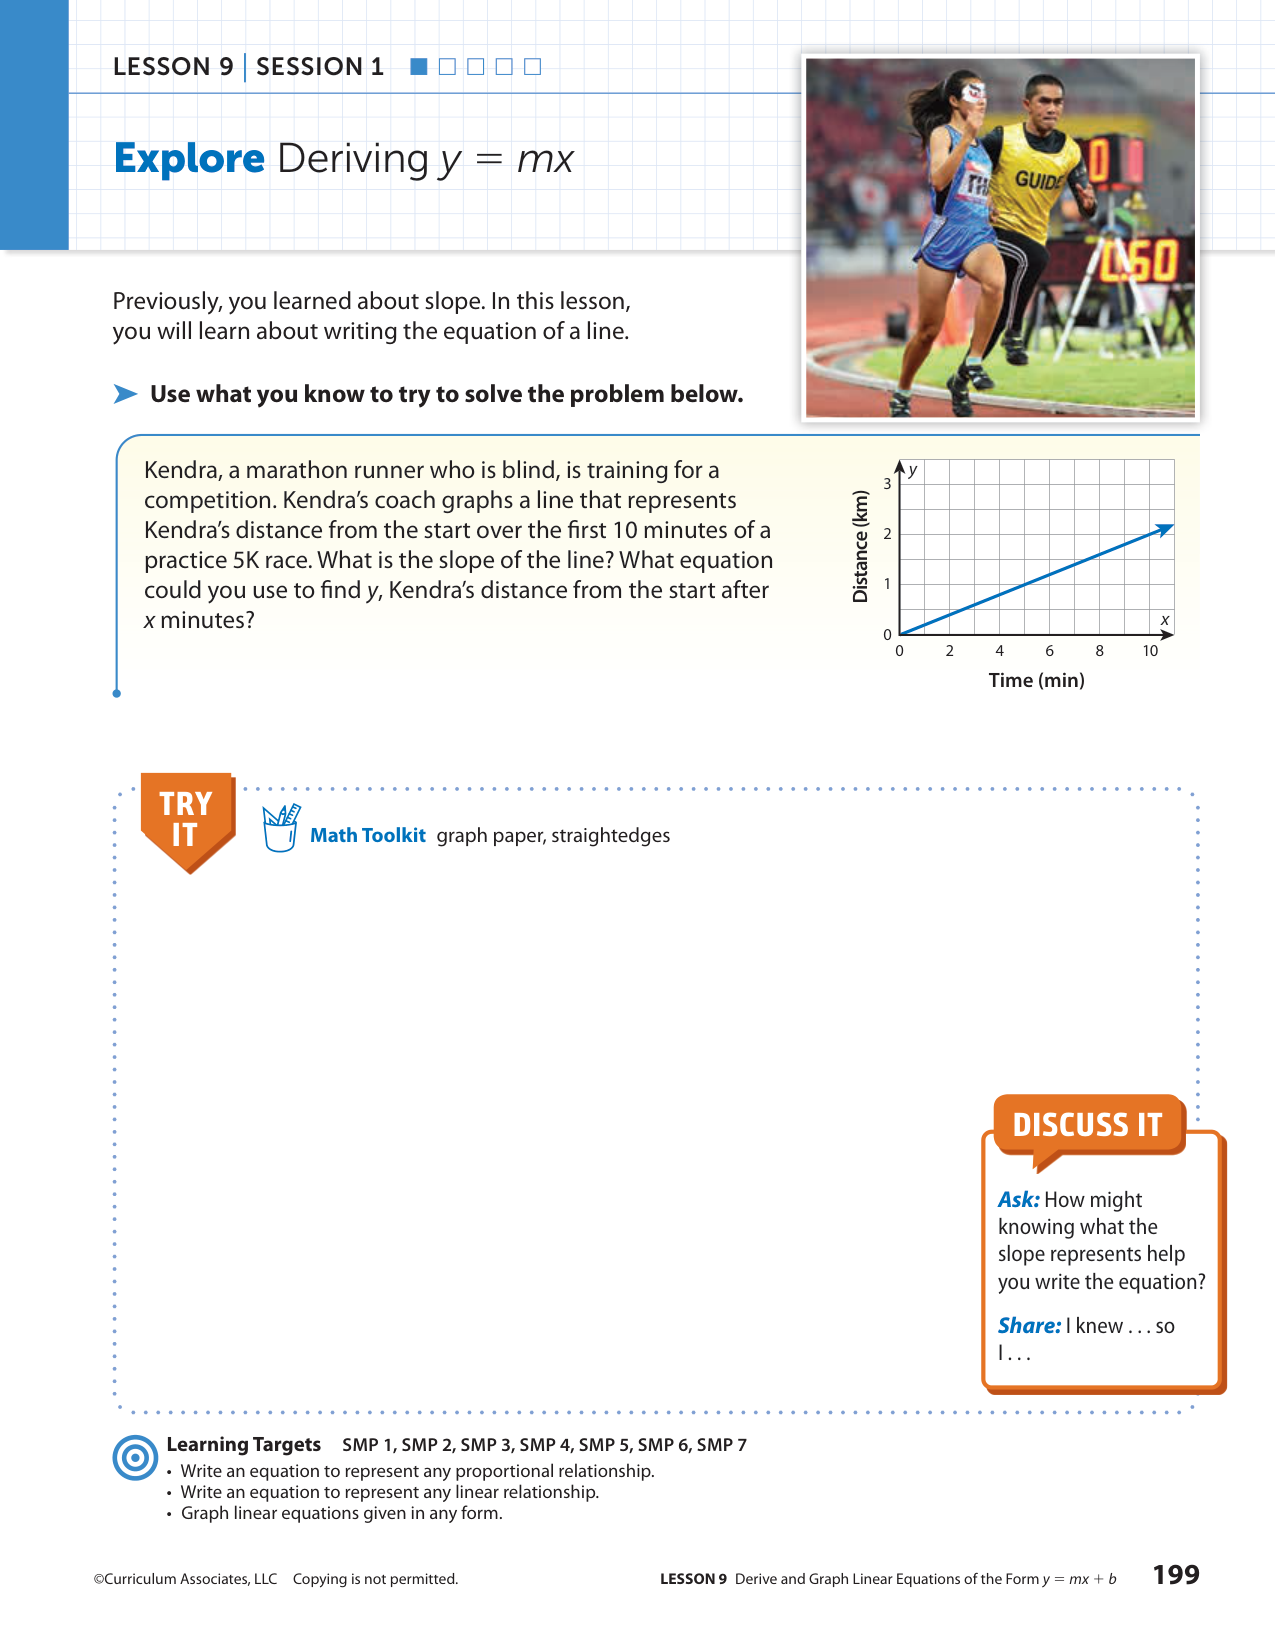 LESSON 9 | SESSION 1
Explore Deriving y = mx
THA
GUIDE
0
0:50
Previously, you learned about slope. In this lesson,
you will learn about writing the equation of a line.
Use what you know to try to solve the problem below.
Kendra, a marathon runner who is blind, is training for a
competition. Kendra’s coach graphs a line that represents
Kendra’s distance from the start over the first 10 minutes of a
practice 5K race. What is the slope of the line? What equation
could you use to find y, Kendra’s distance from the start after
x minutes?
Distance (km)
y
3
2
1
0
x
0 2 4 6 8 10
Time (min)
TRY
IT
Math Toolkit graph paper, straightedges
DISCUSS IT
Ask: How might
knowing what the
slope represents help
you write the equation?
Share: I knew . . . so
I . . .
Learning Targets SMP 1, SMP 2, SMP 3, SMP 4, SMP 5, SMP 6, SMP 7
• Write an equation to represent any proportional relationship.
• Write an equation to represent any linear relationship.
• Graph linear equations given in any form.
©Curriculum Associates, LLC Copying is not permitted.
LESSON 9 Derive and Graph Linear Equations of the Form y = mx + b 199